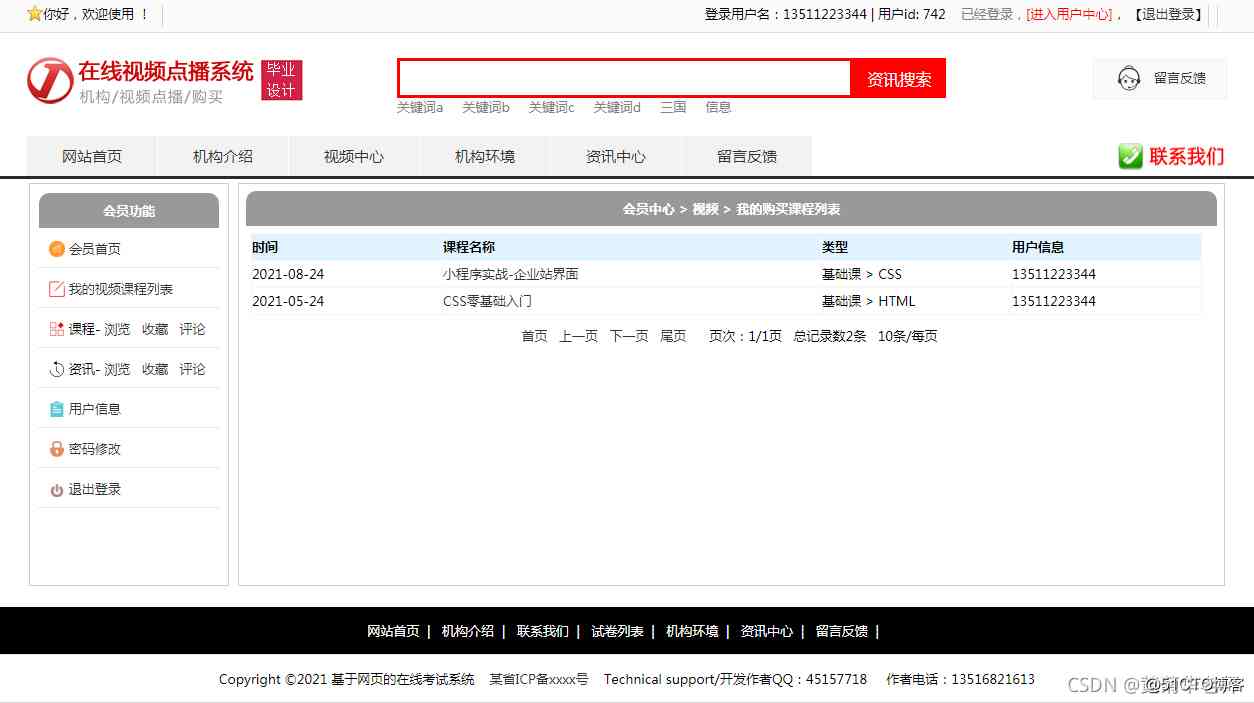 你好，欢迎使用 ！
登录用户名：13511223344 | 用户id: 742 已经登录，[进入用户中心]，【退出登录】
在线视频点播系统
机构/视频点播/购买
毕业
设计
资讯搜索
关键词a 关键词b 关键词c 关键词d 三国 信息
留言反馈
网站首页 机构介绍 视频中心 机构环境 资讯中心 留言反馈
联系我们
会员功能
会员首页
我的视频课程列表
课程- 浏览 收藏 评论
资讯- 浏览 收藏 评论
用户信息
密码修改
退出登录
会员中心 > 视频 > 我的购买课程列表
时间 课程名称 类型 用户信息
2021-08-24 小程序实战-企业站界面 基础课 > CSS 13511223344
2021-05-24 CSS零基础入门 基础课 > HTML 13511223344
首页 上一页 下一页 尾页 页次：1/1页 总记录数2条 10条/每页
网站首页 | 机构介绍 | 联系我们 | 试卷列表 | 机构环境 | 资讯中心 | 留言反馈 |
Copyright ©2021 基于网页的在线考试系统 某省ICP备xxxx号 Technical support/开发作者QQ：45157718 作者电话：13516821613
CSDN @51CTO博客